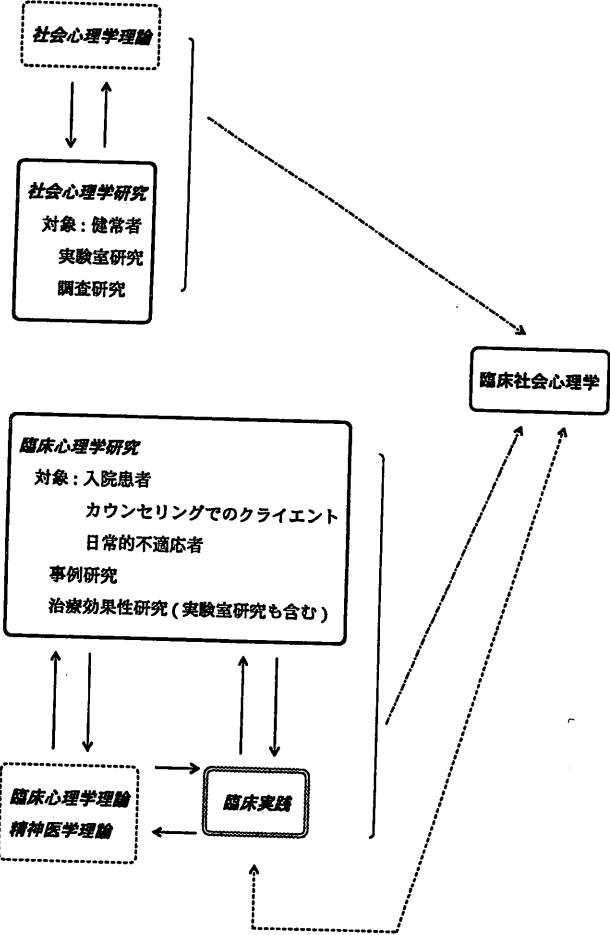 社会心理学理論
社会心理学研究
対象：健常者
実験室研究
調査研究
臨床社会心理学
臨床心理学研究
対象：入院患者
カウンセリングでのクライエント
日常的不適応者
事例研究
治療効果性研究（実験室研究も含む）
臨床心理学理論
精神医学理論
臨床実践